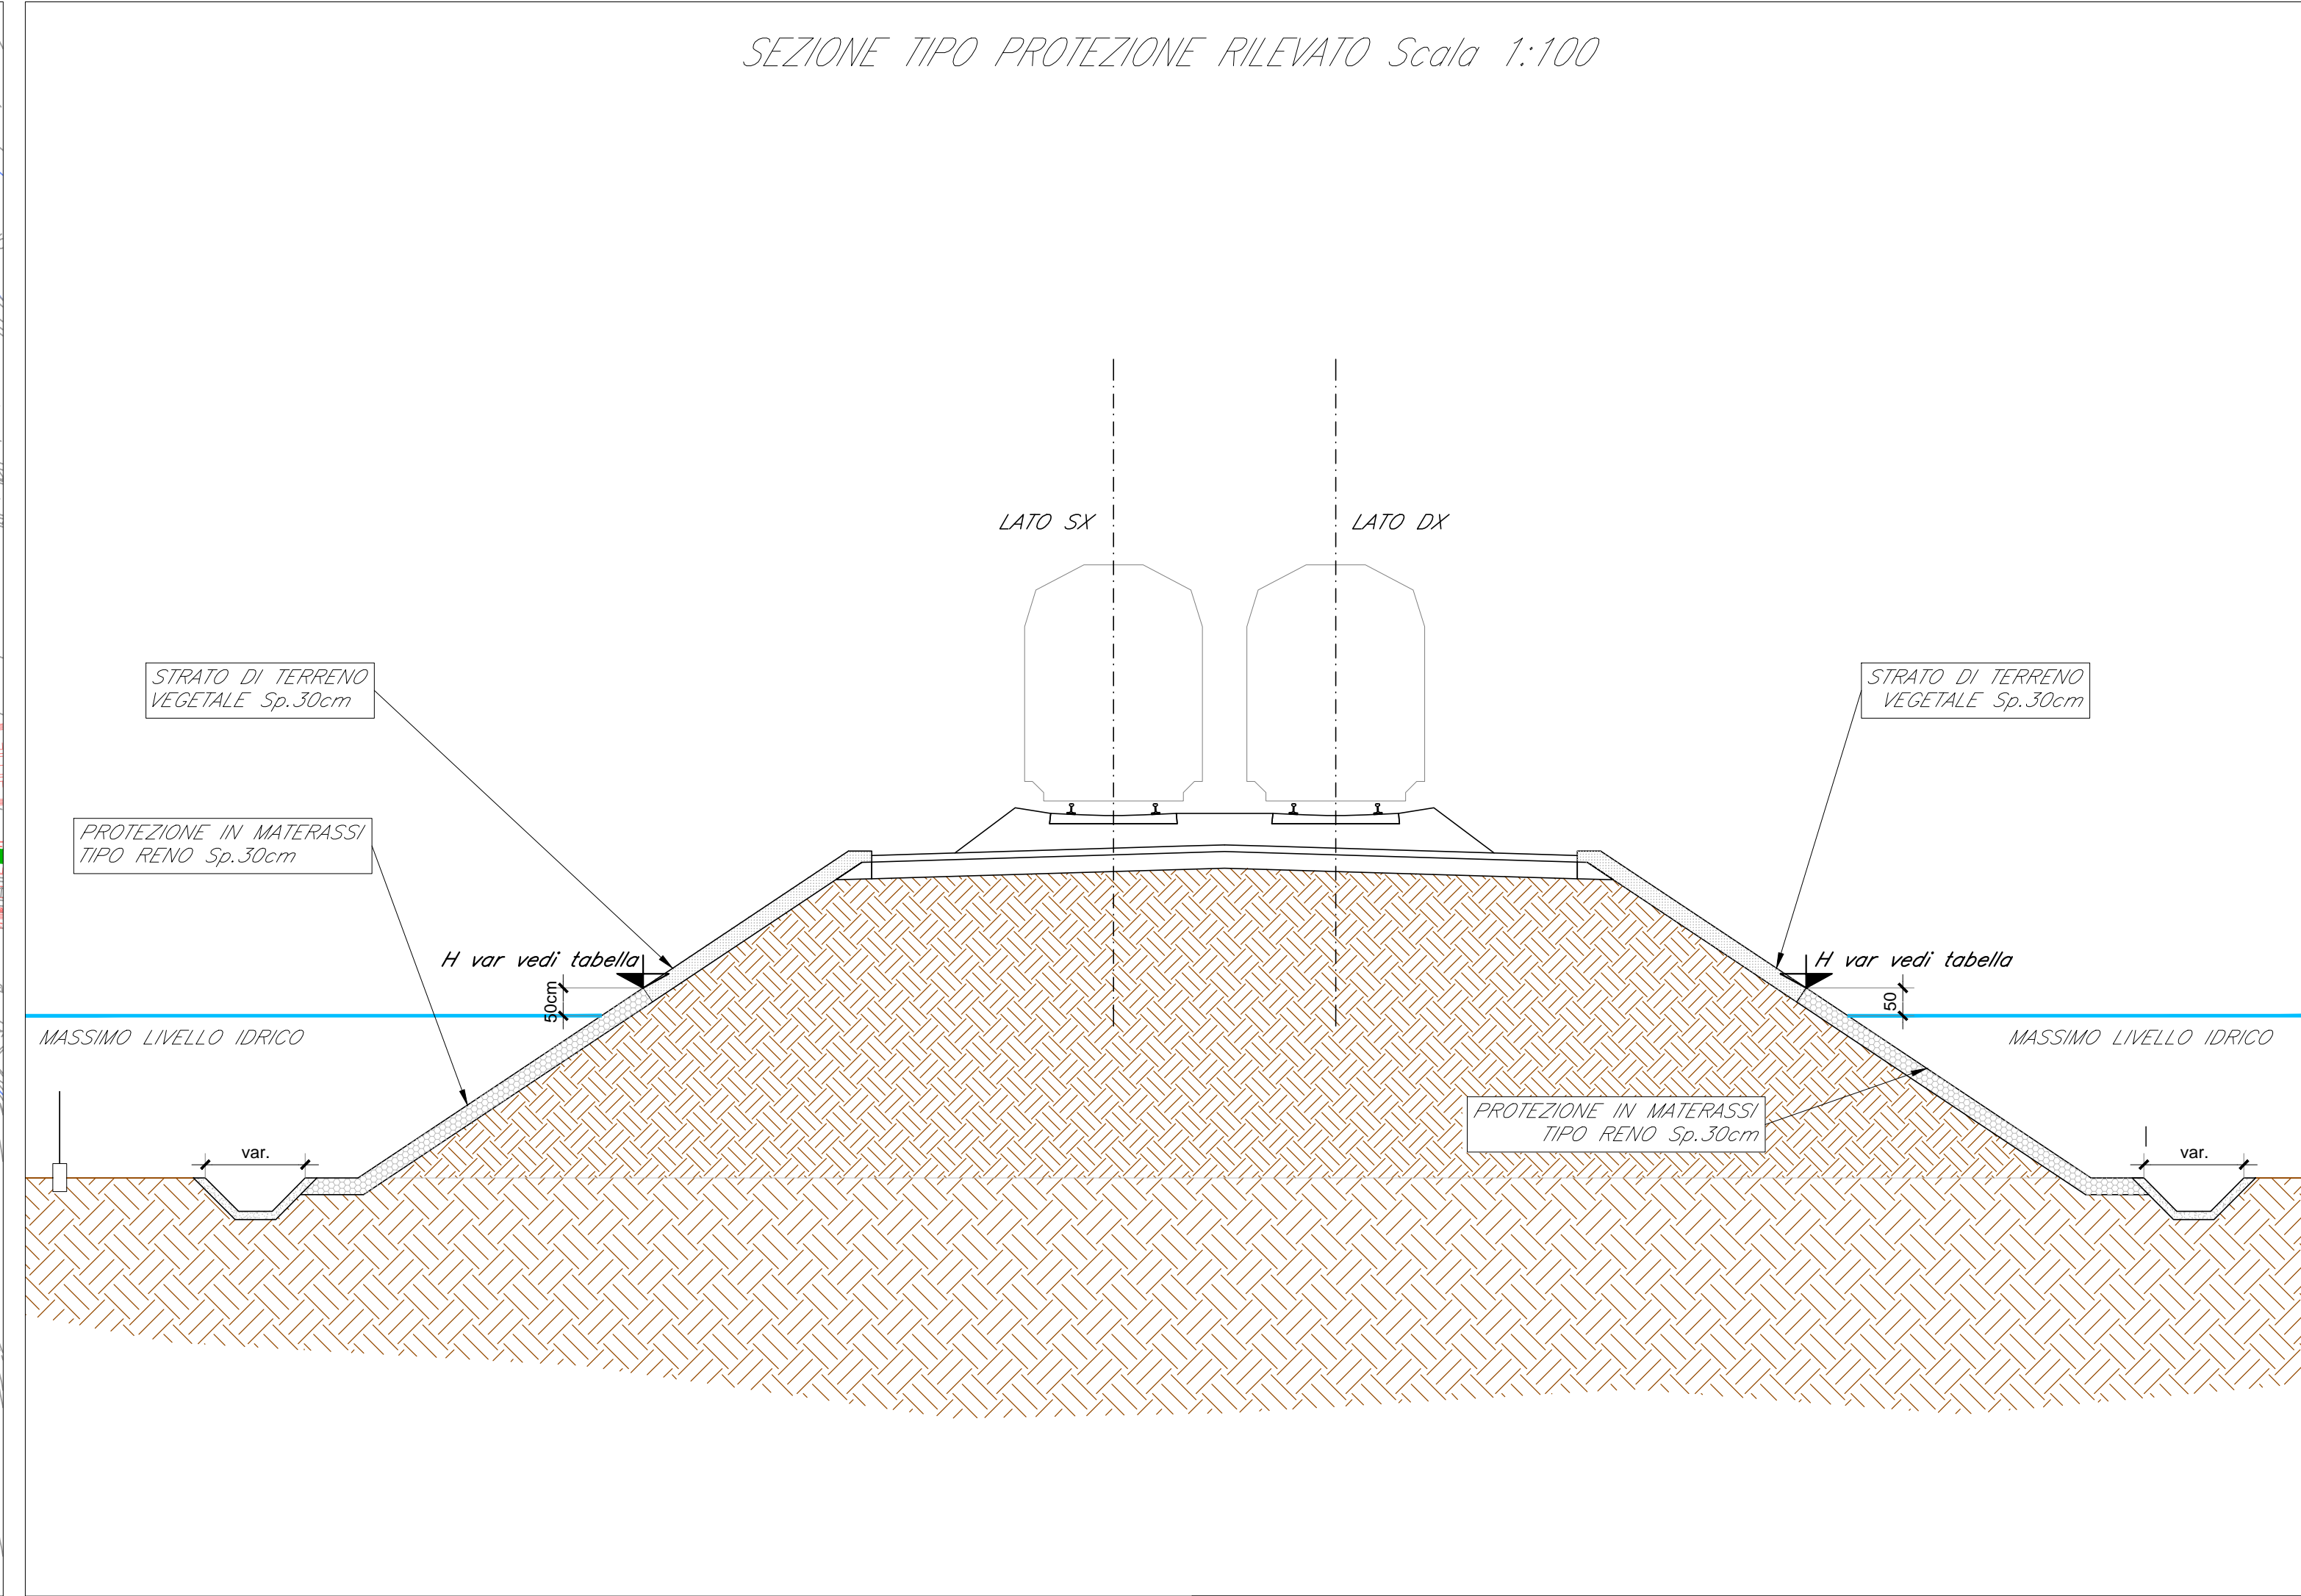 SEZIONE TIPO PROTEZIONE RILEVATO Scala 1:100
LATO SX
LATO DX
STRATO DI TERRENO
VEGETALE Sp.30cm
STRATO DI TERRENO
VEGETALE Sp.30cm
PROTEZIONE IN MATERASSI
TIPO RENO Sp.30cm
H var vedi tabella
H var vedi tabella
50cm
50
MASSIMO LIVELLO IDRICO
MASSIMO LIVELLO IDRICO
PROTEZIONE IN MATERASSI
TIPO RENO Sp.30cm
var.
var.